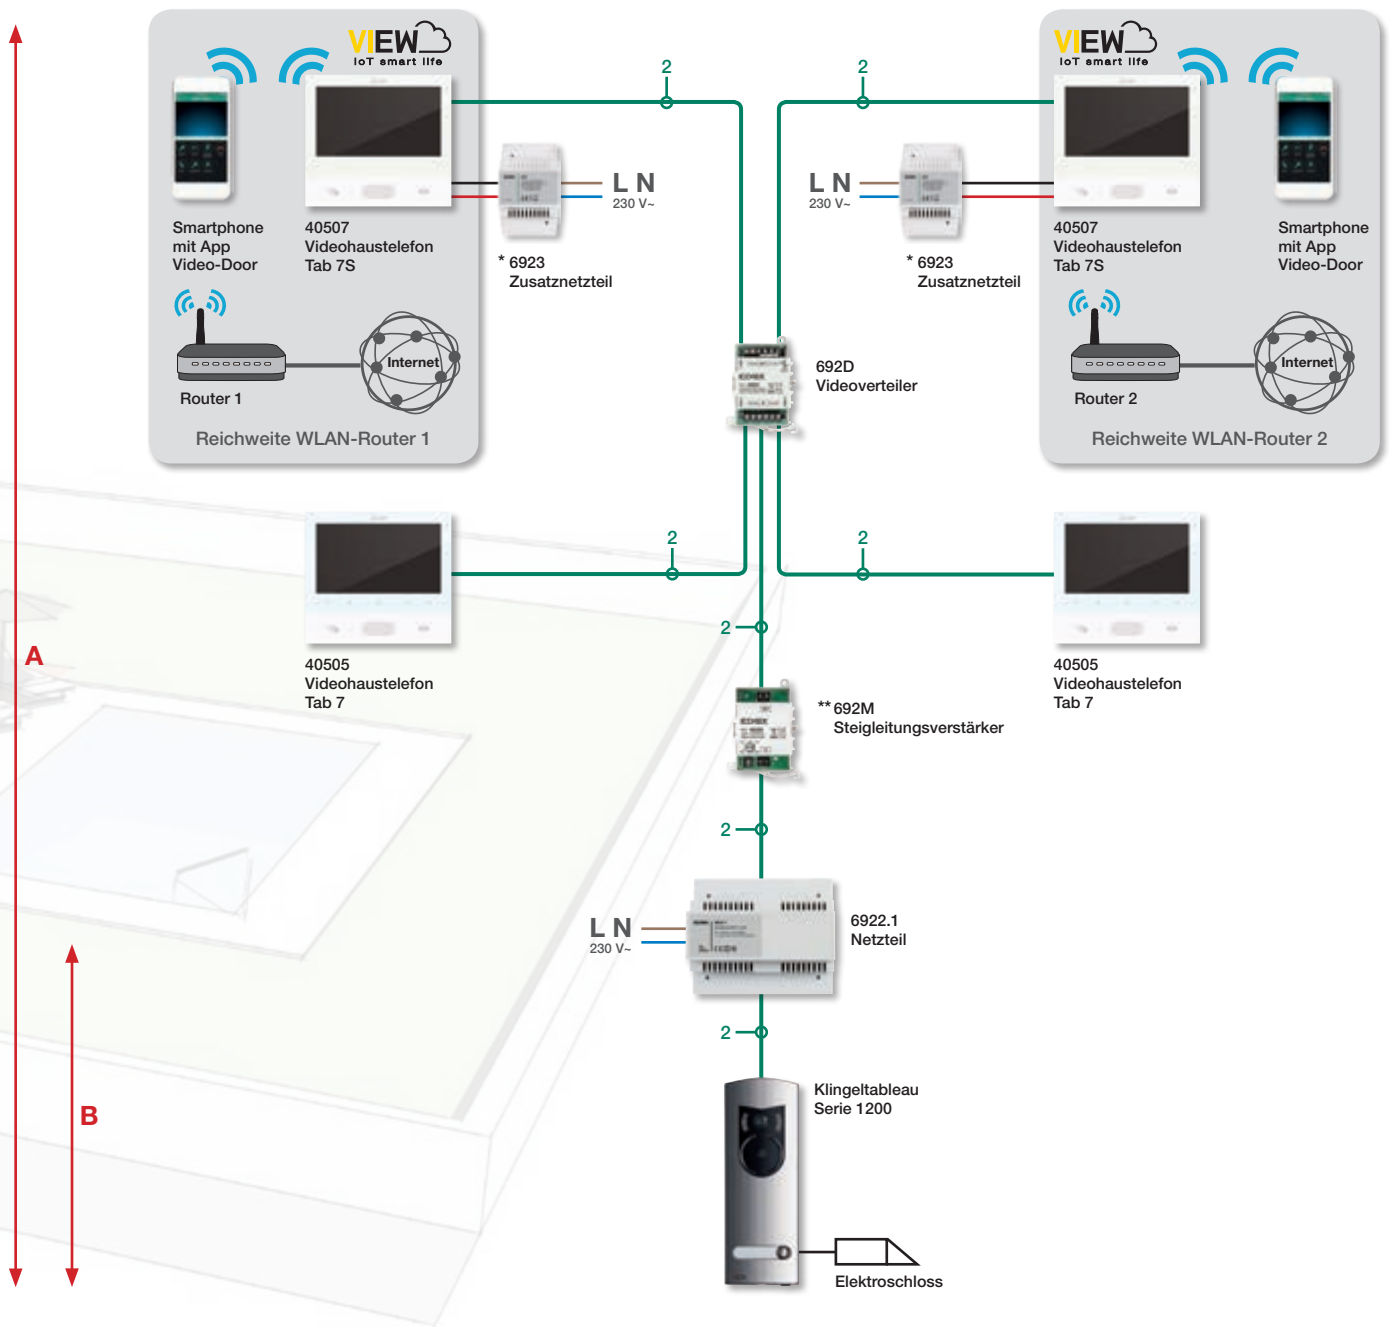 VIEW
IoT smart life
Smartphone
mit App
Video-Door
40507
Videohaustelefon
Tab 7S
Router 1
Internet
Reichweite WLAN-Router 1
2
L N
230 V~
* 6923
Zusatznetzteil
2
L N
230 V~
* 6923
Zusatznetzteil
VIEW
IoT smart life
40507
Videohaustelefon
Tab 7S
Smartphone
mit App
Video-Door
Router 2
Internet
Reichweite WLAN-Router 2
692D
Videoverteiler
2
2
2
40505
Videohaustelefon
Tab 7
40505
Videohaustelefon
Tab 7
A
** 692M
Steigleitungsverstärker
2
L N
230 V~
6922.1
Netzteil
2
B
Klingeltableau
Serie 1200
Elektroschloss